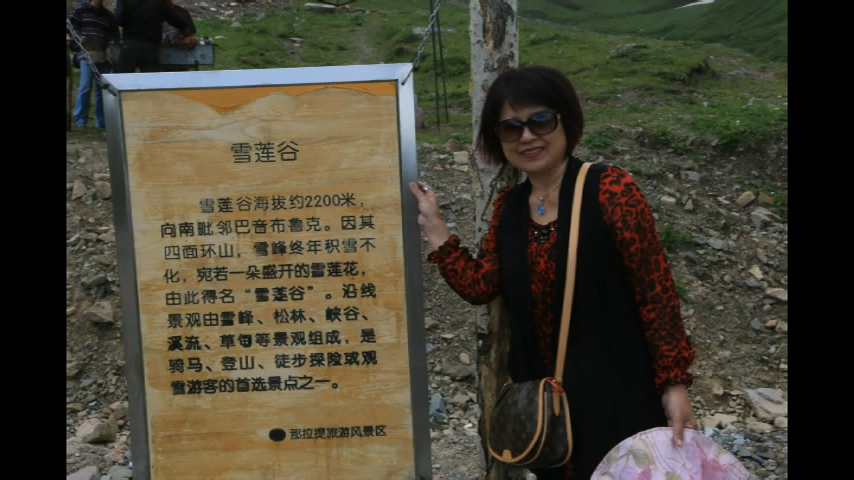 雪莲谷
雪莲谷海拔约2200米，
向南毗邻巴音布鲁克。因其
四面环山，雪峰终年积雪不
化，宛若一朵盛开的雪莲花，
由此得名“雪莲谷”。沿线
景观由雪峰、松林、峡谷、
溪流、草甸等景观组成，是
骑马、登山、徒步探险或观
雪游客的首选景点之一。
那拉提旅游风景区